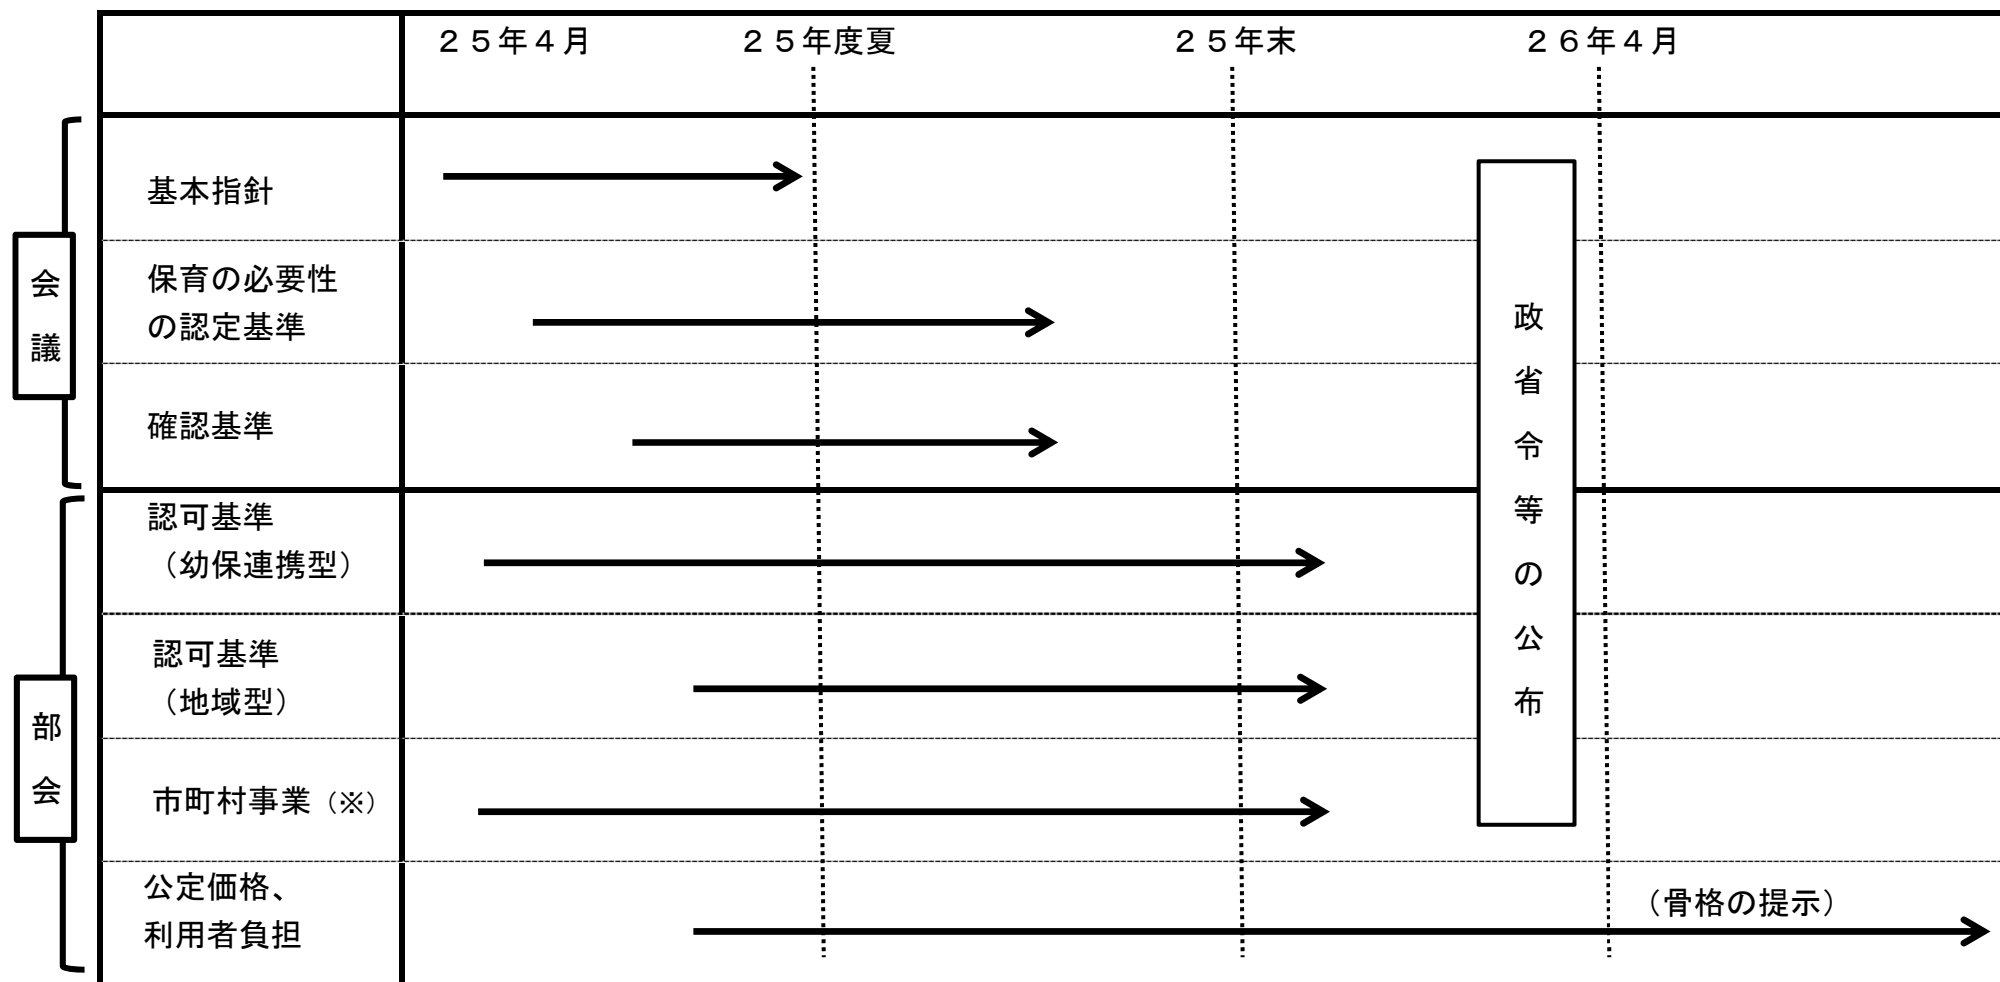 ２５年４月
２５年度夏
２５年末
２６年４月
会議
基本指針
保育の必要性
の認定基準
確認基準
部会
認可基準
（幼保連携型）
認可基準
（地域型）
市町村事業（※）
公定価格、
利用者負担
（骨格の提示）
政省令等の公布